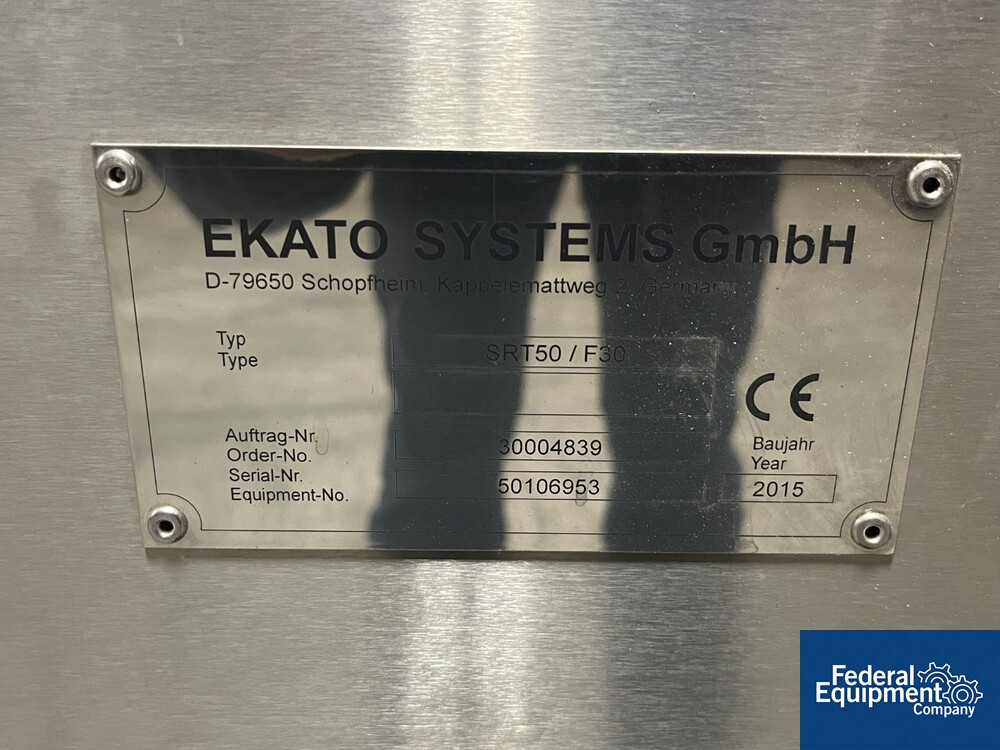 EKATO SYSTEMS GmbH
D-79650 Schopfheim, Kappelemattweg 2, Germany
Typ
Type
SRT50 / F30
CE
Auftrag-Nr.
Order-No.
30004839
Serial-Nr.
Equipment-No.
50106953
Baujahr
Year
2015
Federal
Equipment
Company